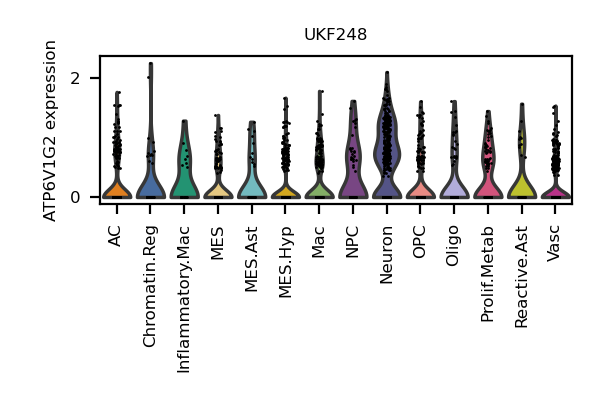 UKF248
ATP6V1G2 expression
2
0
AC
Chromatin.Reg
Inflammatory.Mac
MES
MES.Ast
MES.Hyp
Mac
NPC
Neuron
OPC
Oligo
Prolif.Metab
Reactive.Ast
Vasc